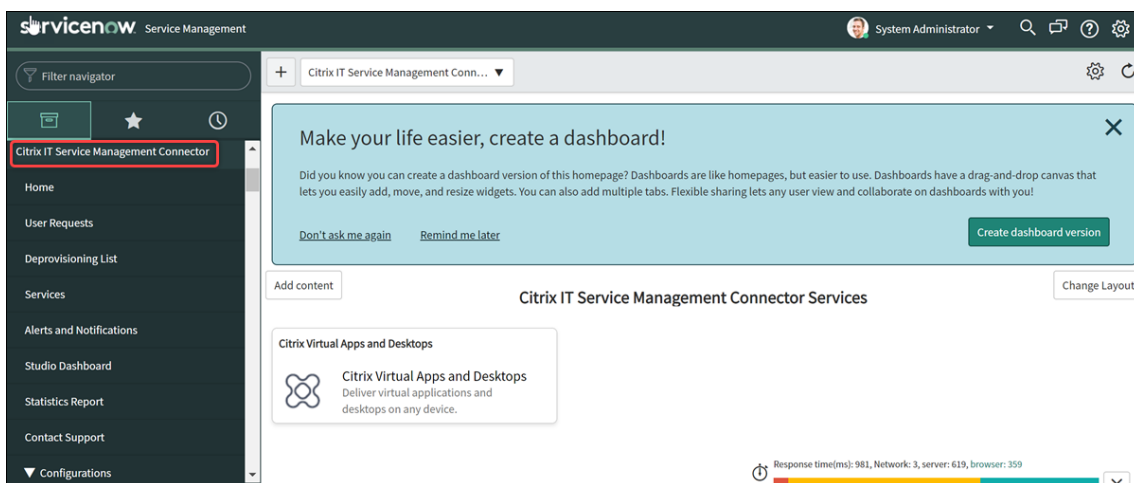 servicenow. Service Management
System Administrator
Filter navigator
Citrix IT Service Management Conn...
Citrix IT Service Management Connector
Home
User Requests
Deprovisioning List
Services
Alerts and Notifications
Studio Dashboard
Statistics Report
Contact Support
Configurations
Make your life easier, create a dashboard!
Did you know you can create a dashboard version of this homepage? Dashboards are like homepages, but easier to use. Dashboards have a drag-and-drop canvas that
lets you easily add, move, and resize widgets. You can also add multiple tabs. Flexible sharing lets any user view and collaborate on dashboards with you!
Don't ask me again Remind me later
Create dashboard version
Add content
Change Layout
Citrix IT Service Management Connector Services
Citrix Virtual Apps and Desktops
Citrix Virtual Apps and Desktops
Deliver virtual applications and
desktops on any device.
Response time(ms): 981, Network: 3, server: 619, browser: 359